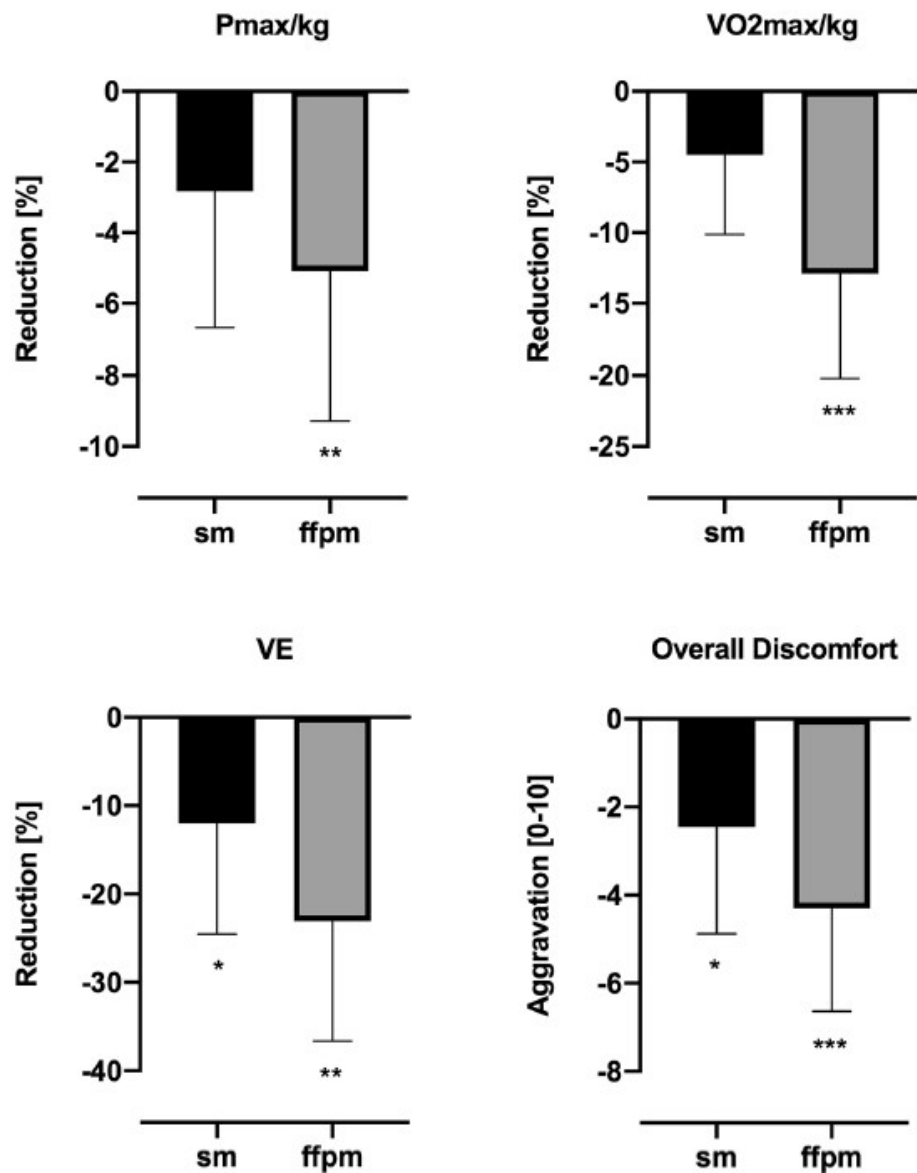 Pmax/kg
0
-2
-4
-6
-8
-10
Reduction [%]
**
sm ffpm
VO2max/kg
0
-5
-10
-15
-20
-25
Reduction [%]
***
sm ffpm
VE
0
-10
-20
-30
-40
Reduction [%]
*
**
sm ffpm
Overall Discomfort
0
-2
-4
-6
-8
Aggravation [0-10]
*
***
sm ffpm